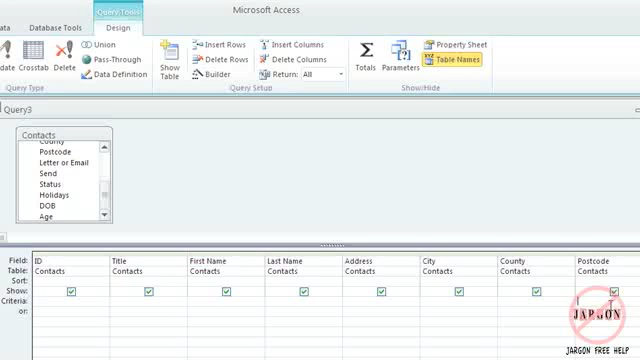 Microsoft Access
Query Tools
Database Tools
Design
Crosstab
Delete
Union
Pass-Through
Data Definition
Query Type
Show Table
Insert Rows
Delete Rows
Builder
Insert Columns
Delete Columns
Return: All
Query Setup
Totals
Parameters
Property Sheet
Table Names
Show/Hide
Query3
Contacts
County
Postcode
Letter or Email
Send
Status
Holidays
DOB
Age
Field: ID Title First Name Last Name Address City County Postcode
Table: Contacts Contacts Contacts Contacts Contacts Contacts Contacts Contacts
Sort:
Show:
Criteria:
or:
JARGON
JARGON FREE HELP